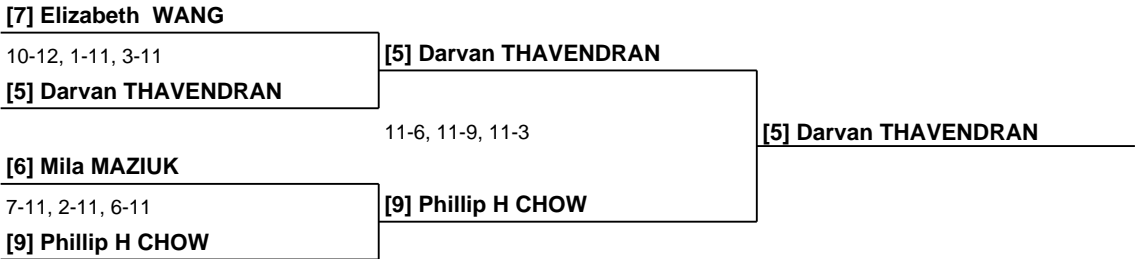 [7] Elizabeth  WANG
10-12, 1-11, 3-11
[5] Darvan THAVENDRAN
[5] Darvan THAVENDRAN
11-6, 11-9, 11-3
[5] Darvan THAVENDRAN
[6] Mila MAZIUK
7-11, 2-11, 6-11
[9] Phillip H CHOW
[9] Phillip H CHOW